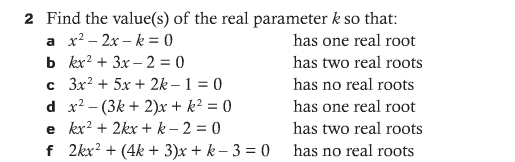 2 Find the value(s) of the real parameter k so that:
a x² – 2x – k = 0 has one real root
b kx² + 3x – 2 = 0 has two real roots
c 3x² + 5x + 2k – 1 = 0 has no real roots
d x² – (3k + 2)x + k² = 0 has one real root
e kx² + 2kx + k – 2 = 0 has two real roots
f 2kx² + (4k + 3)x + k – 3 = 0 has no real roots